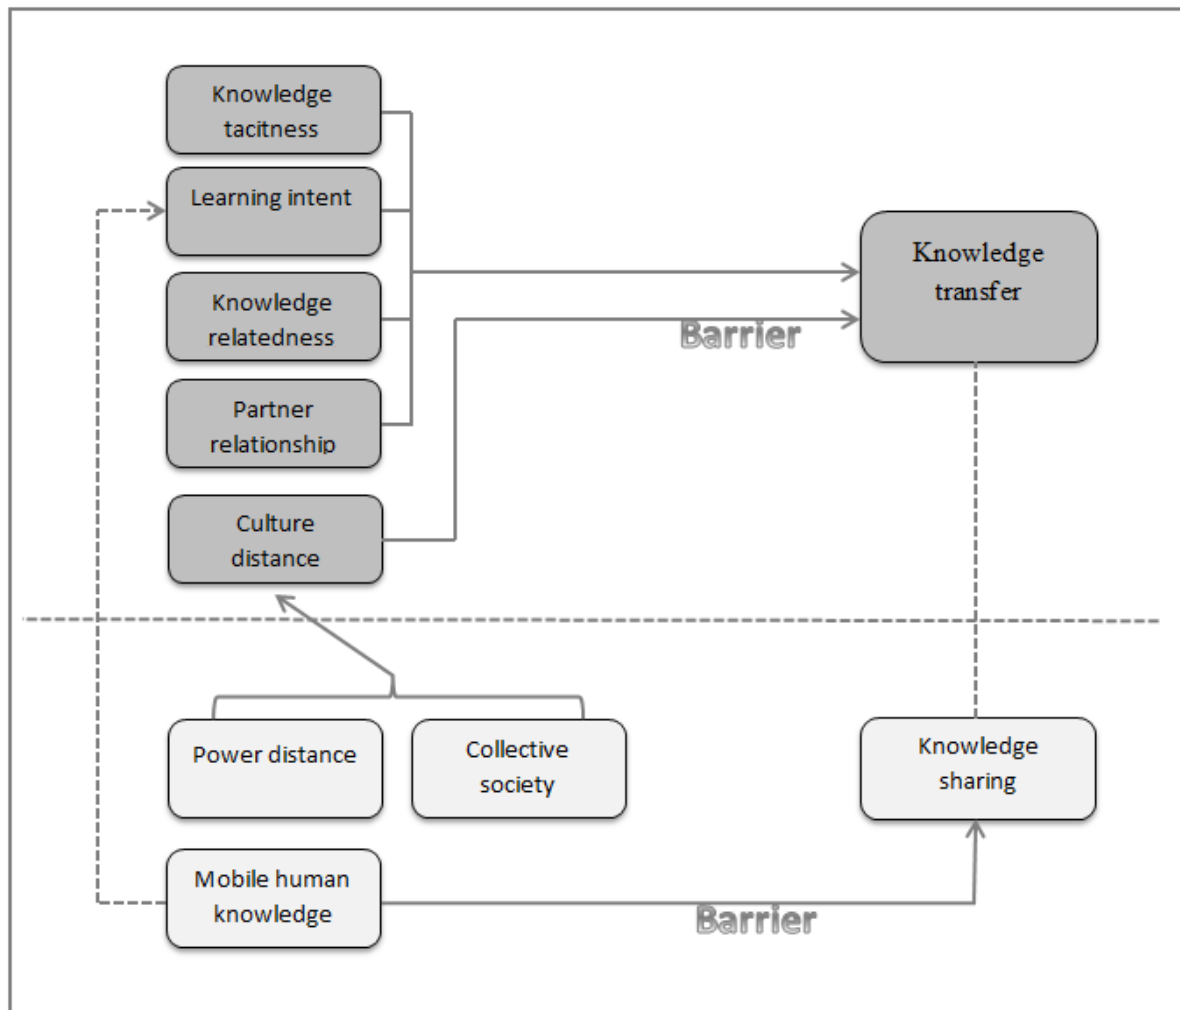 Knowledge
tacitness
Learning intent
Knowledge
relatedness
Partner
relationship
Culture
distance
Knowledge
transfer
Barrier
Power distance
Collective
society
Knowledge
sharing
Mobile human
knowledge
Barrier